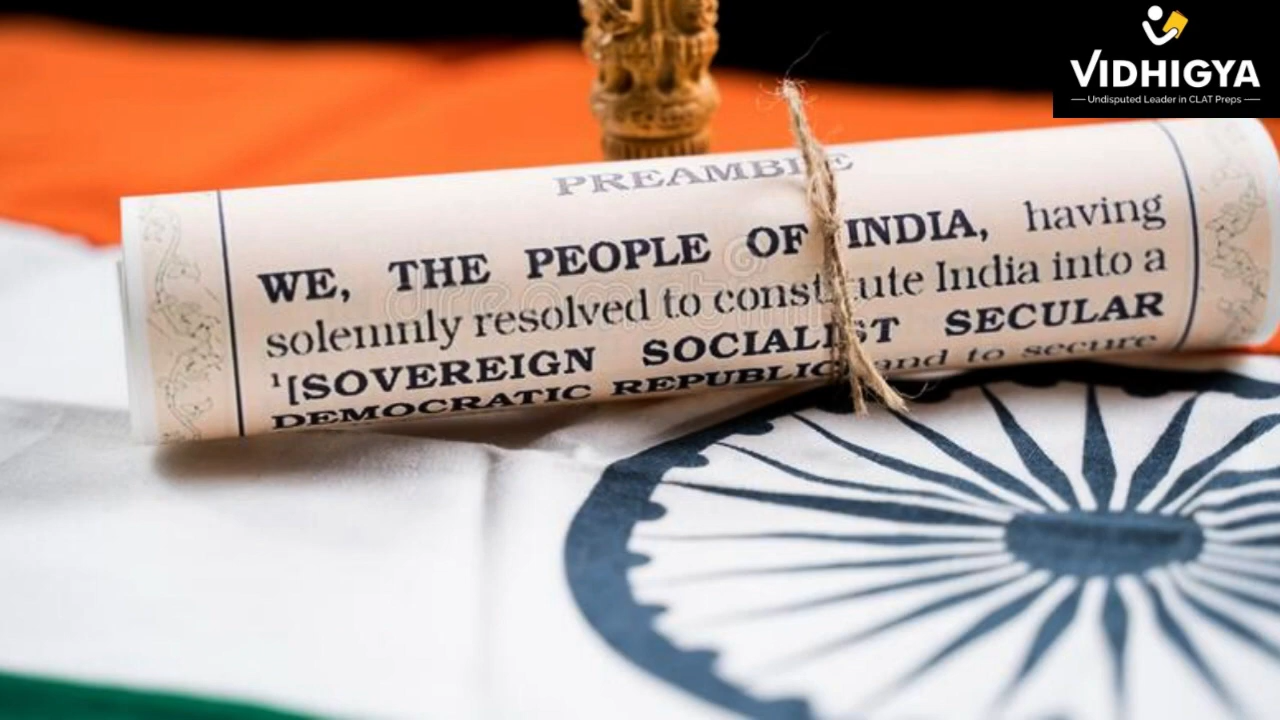 VIDHIGYA
Undisputed Leader in CLAT Preps
PREAMBLE
WE, THE PEOPLE OF INDIA, having
solemnly resolved to constitute India into a
¹[SOVEREIGN SOCIALIST SECULAR
DEMOCRATIC REPUBLIC and to secure
dreamstime